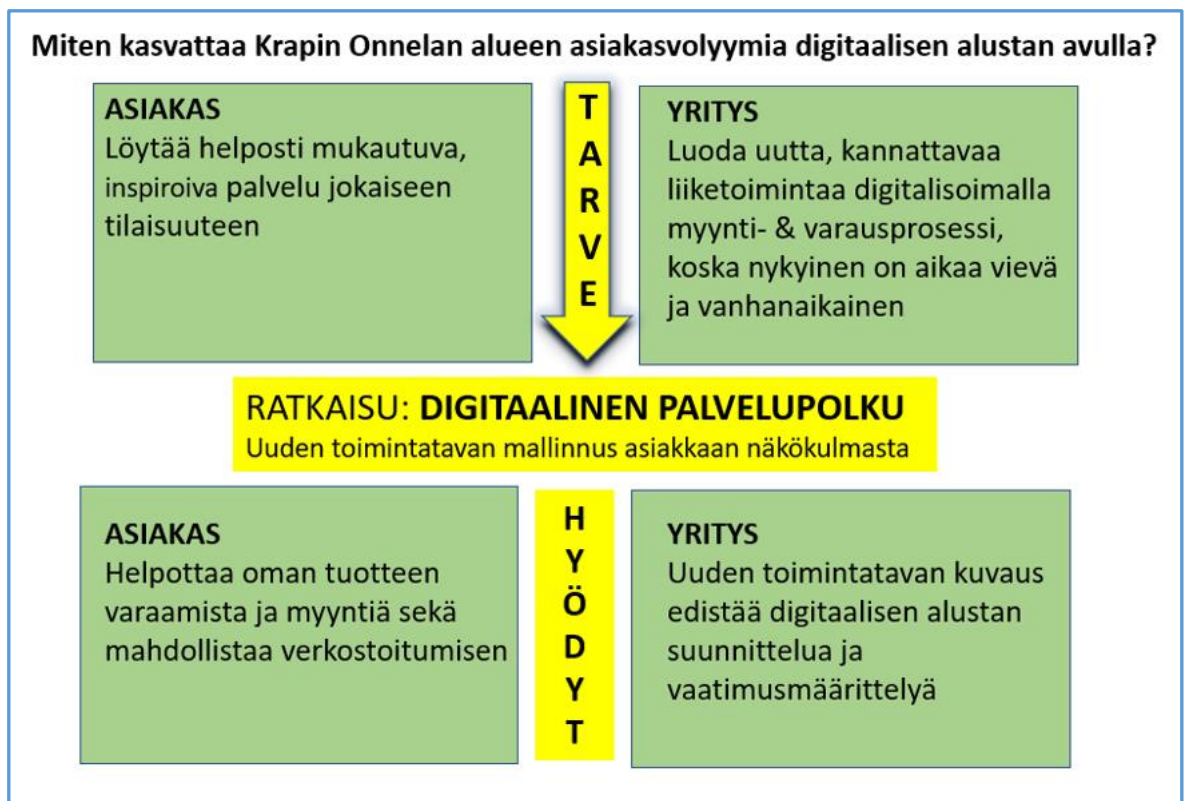 Miten kasvattaa Krapin Onnelan alueen asiakasvolyymia digitaalisen alustan avulla?
ASIAKAS
Löytää helposti mukautuva,
inspiroiva palvelu jokaiseen
tilaisuuteen
T
A
R
V
E
YRITYS
Luoda uutta, kannattavaa
liiketoimintaa digitalisoimalla
myynti- & varausprosessi,
koska nykyinen on aikaa vievä
ja vanhanaikainen
RATKAISU: DIGITAALINEN PALVELUPOLKU
Uuden toimintatavan mallinnus asiakkaan näkökulmasta
ASIAKAS
Helpottaa oman tuotteen
varaamista ja myyntiä sekä
mahdollistaa verkostoitumisen
H
Y
Ö
D
Y
T
YRITYS
Uuden toimintatavan kuvaus
edistää digitaalisen alustan
suunnittelua ja
vaatimusmäärittelyä